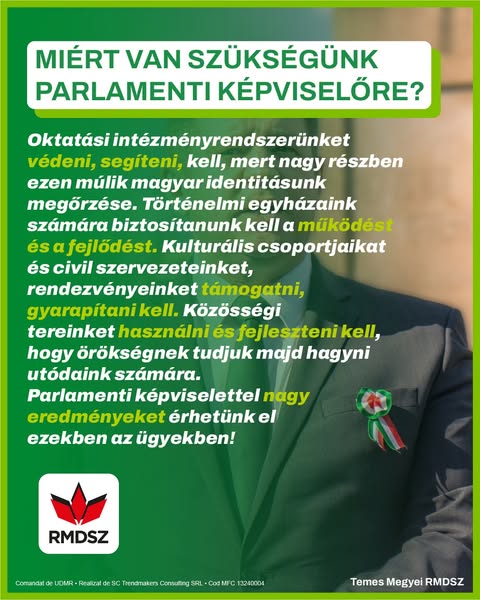 MIÉRT VAN SZÜKSÉGÜNK
PARLAMENTI KÉPVISELŐRE?
Oktatási intézményrendszerünket
védeni, segíteni, kell, mert nagy részben
ezen múlik magyar identitásunk
megőrzése. Történelmi egyházaink
számára biztosítanunk kell a működést
és a fejlődést. Kulturális csoportjaikat
és civil szervezeteinket,
rendezvényeinket támogatni,
gyarapítani kell. Közösségi
tereinket használni és fejleszteni kell,
hogy örökségnek tudjuk majd hagyni
utódaink számára.
Parlamenti képviselettel nagy
eredményeket érhetünk el
ezekben az ügyekben!
RMDSZ
Comandat de UDMR • Realizat de SC Trendmakers Consulting SRL • Cod MFC 13240004
Temes Megyei RMDSZ